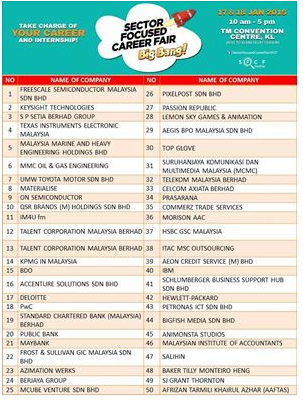 TAKE CHARGE OF
YOUR CAREER
AND INTERNSHIP!
SECTOR
FOCUSED
CAREER FAIR
Big Bang!
17 & 18 JAN 2015
10 am - 5 pm
TM CONVENTION
CENTRE, KL
NO NAME OF COMPANY
1 FREESCALE SEMICONDUCTOR MALAYSIA
SDN BHD
2 KEYSIGHT TECHNOLOGIES
3 S P SETIA BERHAD GROUP
4 TEXAS INSTRUMENTS ELECTRONIC
MALAYSIA
5 MALAYSIA MARINE AND HEAVY
ENGINEERING HOLDINGS BHD
6 MMC OIL & GAS ENGINEERING
7 UMW TOYOTA MOTOR SDN BHD
8 MATERIALISE
9 ON SEMICONDUCTOR
10 QSR BRANDS (M) HOLDINGS SDN BHD
11 IM4U fm
12 TALENT CORPORATION MALAYSIA BERHAD
13 TALENT CORPORATION MALAYSIA BERHAD
14 KPMG IN MALAYSIA
15 BDO
16 ACCENTURE SOLUTIONS SDN BHD
17 DELOITTE
18 PwC
19 STANDARD CHARTERED BANK (MALAYSIA)
BERHAD
20 PUBLIC BANK
21 MAYBANK
22 FROST & SULLIVAN GIC MALAYSIA SDN
BHD
23 AZIMATION WERKS
24 BERJAYA GROUP
25 MCUBE VENTURE SDN BHD
NO NAME OF COMPANY
26 PIXELPOST SDN BHD
27 PASSION REPUBLIC
28 LEMON SKY GAMES & ANIMATION
29 AEGIS BPO MALAYSIA SDN BHD
30 TOP GLOVE
31 SURUHANJAYA KOMUNIKASI DAN
MULTIMEDIA MALAYSIA (MCMC)
32 TELEKOM MALAYSIA BERHAD
33 CELCOM AXIATA BERHAD
34 PRASARANA
35 COMMERZ TRADE SERVICES
36 MORISON AAC
37 HSBC GSC MALAYSIA
38 ITAC MSC OUTSOURCING
39 AEON CREDIT SERVICE (M) BHD
40 IBM
41 SCHLUMBERGER BUSINESS SUPPORT HUB
SDN BHD
42 HEWLETT-PACKARD
43 PETRONAS ICT SDN BHD
44 BIGFISH MEDIA SDN BHD
45 ANIMONSTA STUDIOS
46 MALAYSIAN INSTITUTE OF ACCOUNTANTS
47 SALIHIN
48 BAKER TILLY MONTEIRO HENG
49 SJ GRANT THORNTON
50 AFRIZAN TARMILI KHAIRUL AZHAR (AAFTAS)